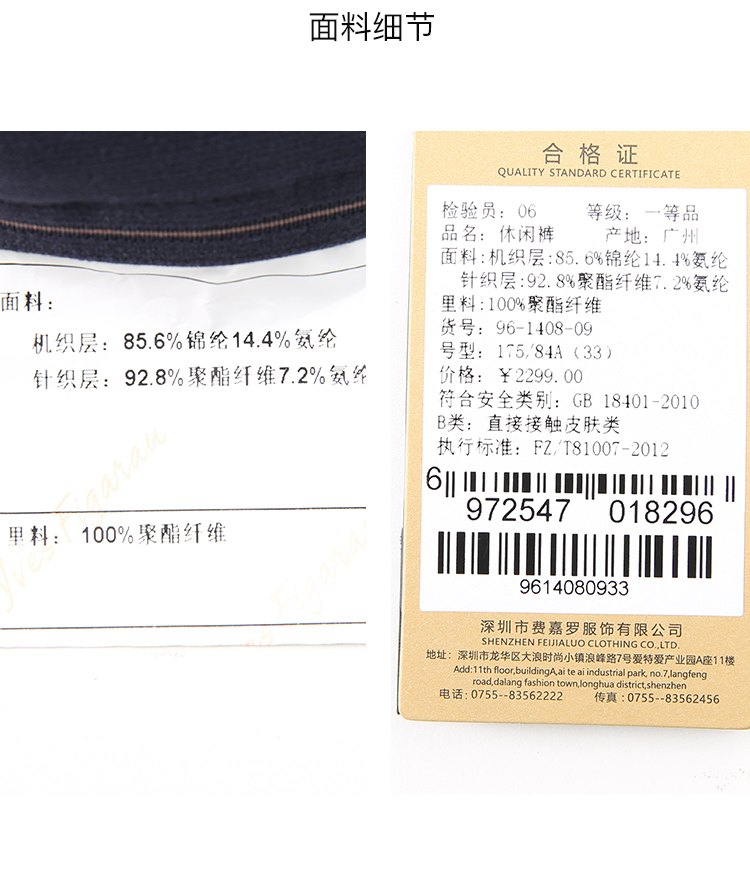 面料细节
面料:
机织层: 85.6%锦纶14.4%氨纶
针织层: 92.8%聚酯纤维7.2%氨纶
Yves Figarau
里料: 100%聚酯纤维
合格证
QUALITY STANDARD CERTIFICATE
检验员: 06 等级: 一等品
品名: 休闲裤 产地: 广州
面料:机织层:85.6%锦纶14.4%氨纶
针织层:92.8%聚酯纤维7.2%氨纶
里料:100%聚酯纤维
货号: 96-1408-09
号型: 175/84A (33)
价格: ￥2299.00
符合安全类别: GB 18401-2010
B类: 直接接触皮肤类
执行标准: FZ/T81007-2012
6 972547 018296
9614080933
深圳市费嘉罗服饰有限公司
SHENZHEN FEIJIALUO CLOTHING CO.,LTD
地址: 深圳市龙华区大浪时尚小镇浪峰路7号爱特爱产业园A座11楼
Add:11th floor,buildingA,ai te ai industrial park, no.7,langfeng
road,dalang fashion town,longhua district,shenzhen
电话:0755--83562222 传真:0755--83562456